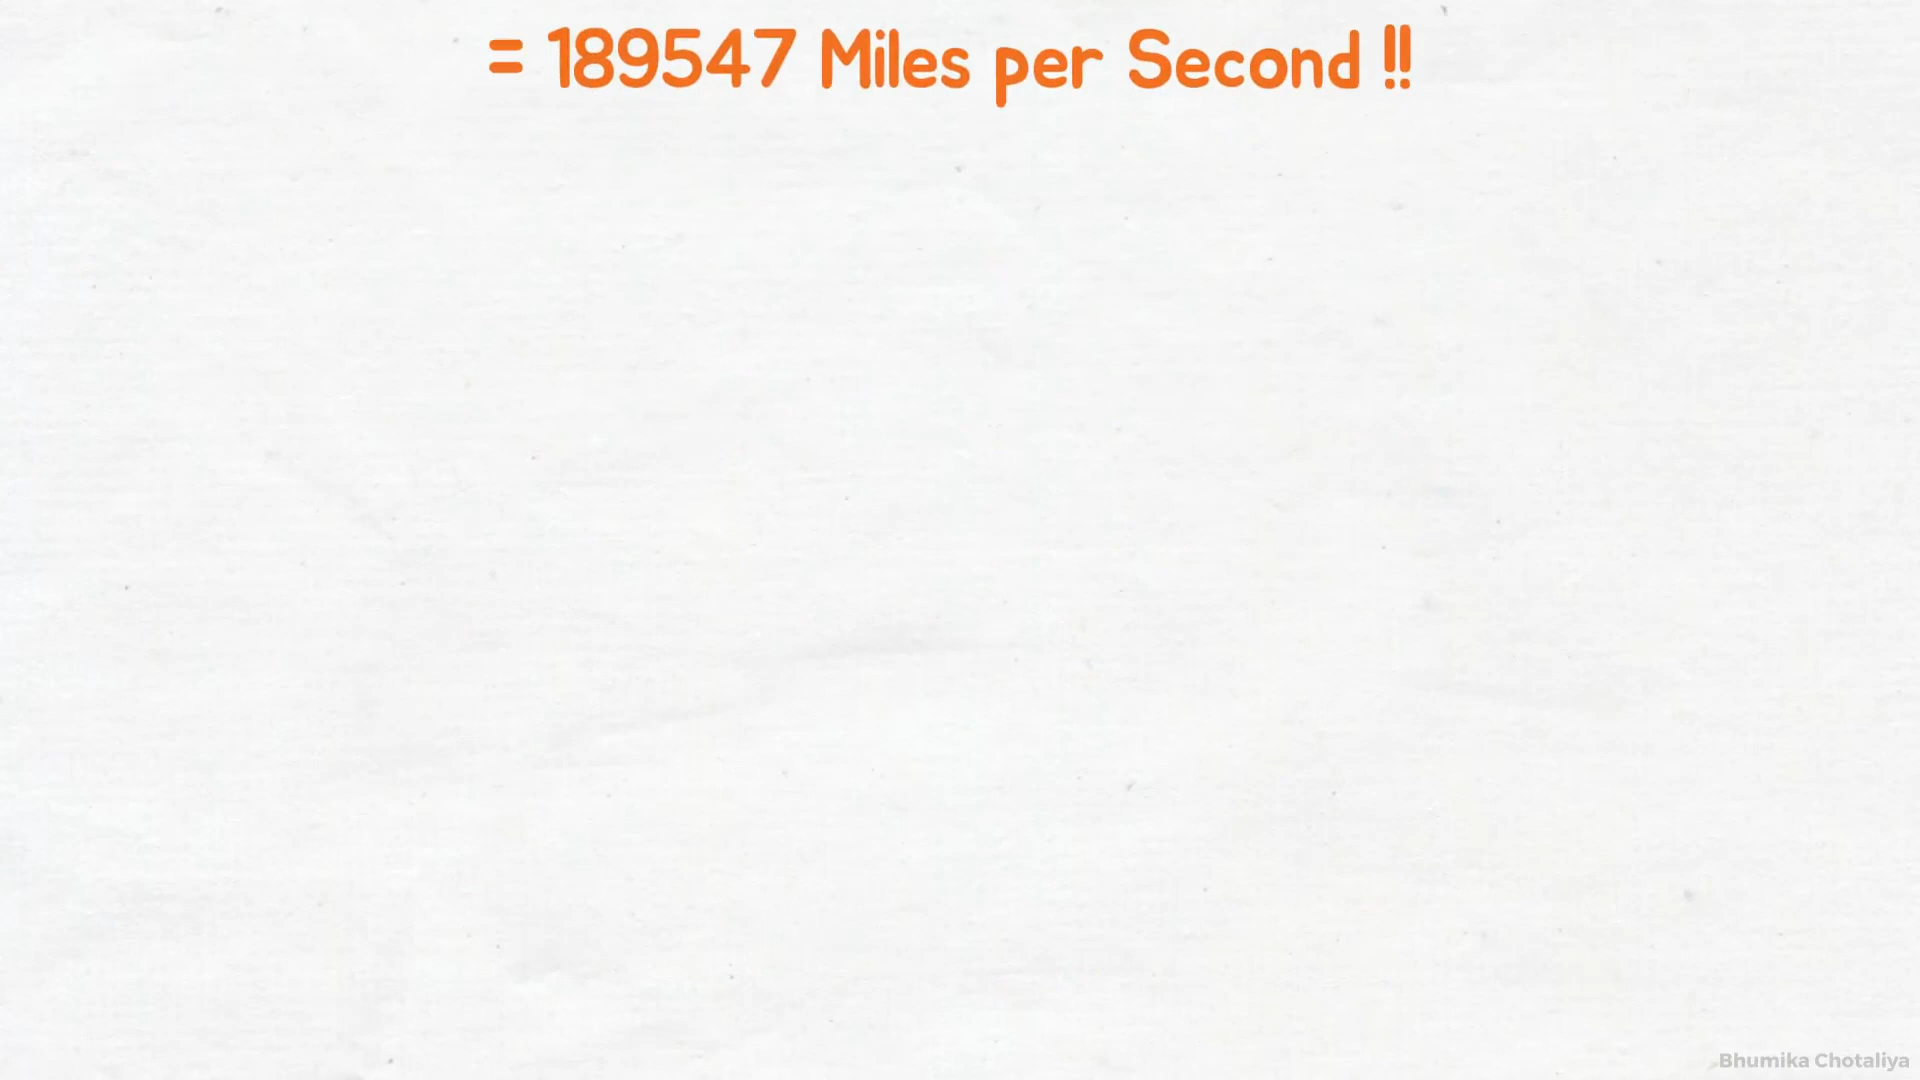 = 189547 Miles per Second !!
Bhumika Chotaliya